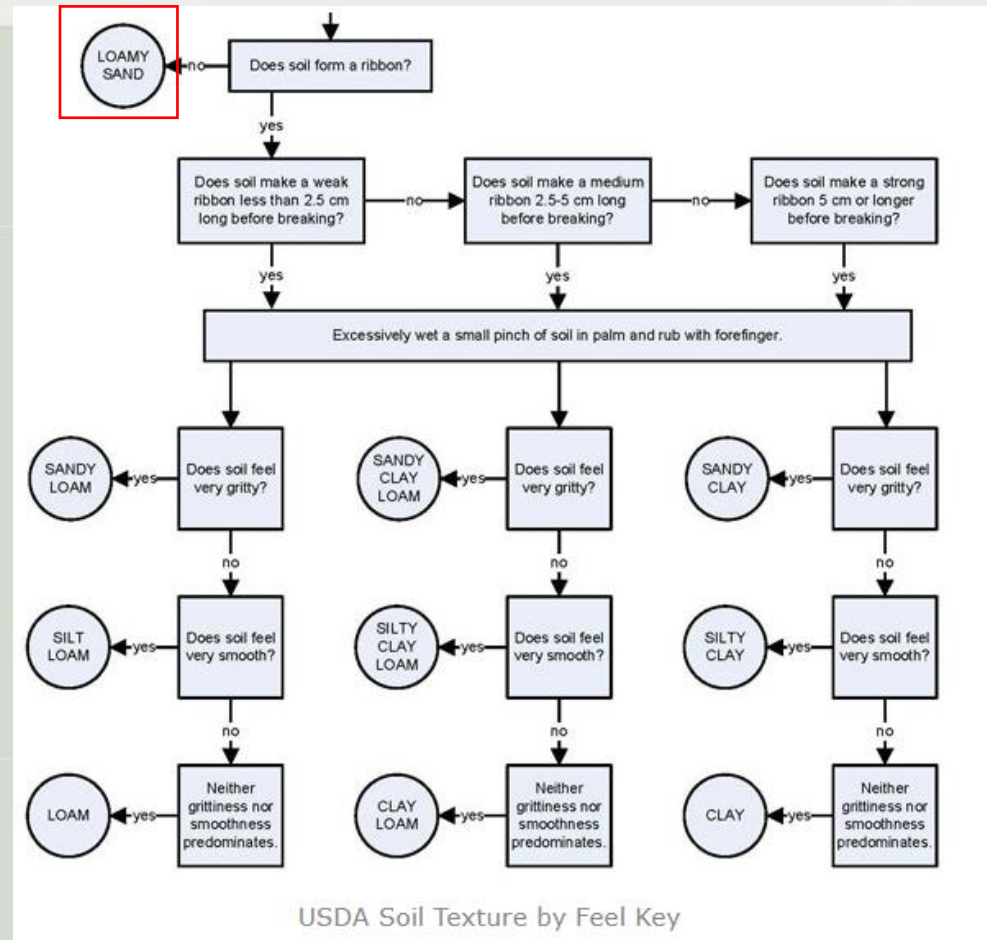 LOAMY
SAND
no
Does soil form a ribbon?
yes
Does soil make a weak
ribbon less than 2.5 cm
long before breaking?
no
Does soil make a medium
ribbon 2.5-5 cm long
before breaking?
no
Does soil make a strong
ribbon 5 cm or longer
before breaking?
yes
yes
yes
Excessively wet a small pinch of soil in palm and rub with forefinger.
SANDY
LOAM
yes
Does soil feel
very gritty?
SANDY
CLAY
LOAM
yes
Does soil feel
very gritty?
SANDY
CLAY
yes
Does soil feel
very gritty?
no
no
no
SILT
LOAM
yes
Does soil feel
very smooth?
SILTY
CLAY
LOAM
yes
Does soil feel
very smooth?
SILTY
CLAY
yes
Does soil feel
very smooth?
no
no
no
LOAM
yes
Neither
grittiness nor
smoothness
predominates.
CLAY
LOAM
yes
Neither
grittiness nor
smoothness
predominates.
CLAY
yes
Neither
grittiness nor
smoothness
predominates.
USDA Soil Texture by Feel Key